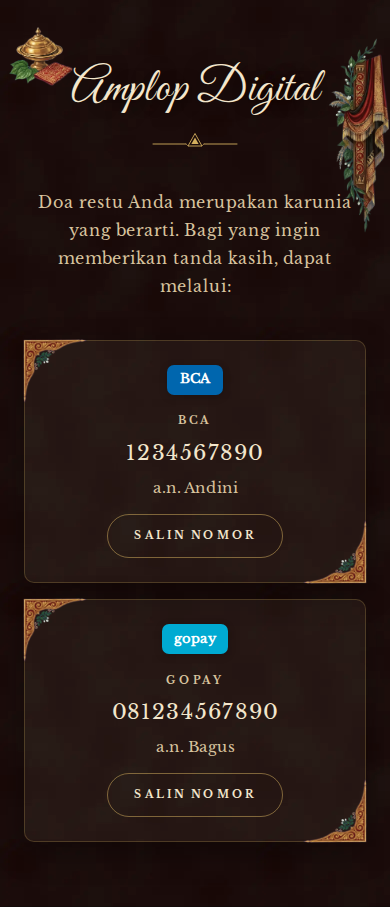 Amplop Digital
Doa restu Anda merupakan karunia
yang berarti. Bagi yang ingin
memberikan tanda kasih, dapat
melalui:
BCA
BCA
1234567890
a.n. Andini
SALIN NOMOR
gopay
GOPAY
081234567890
a.n. Bagus
SALIN NOMOR